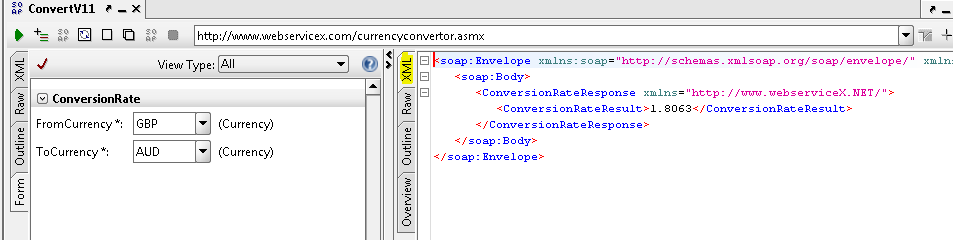 ConvertV11
http://www.webservicex.com/currencyconvertor.asmx
XML
Raw
Outline
Form
View Type: All
ConversionRate
FromCurrency *: GBP (Currency)
ToCurrency *: AUD (Currency)
XML
Raw
Outline
Overview
<soap:Envelope xmlns:soap="http://schemas.xmlsoap.org/soap/envelope/" xmlns
<soap:Body>
<ConversionRateResponse xmlns="http://www.webserviceX.NET/">
<ConversionRateResult>1.8063</ConversionRateResult>
</ConversionRateResponse>
</soap:Body>
</soap:Envelope>